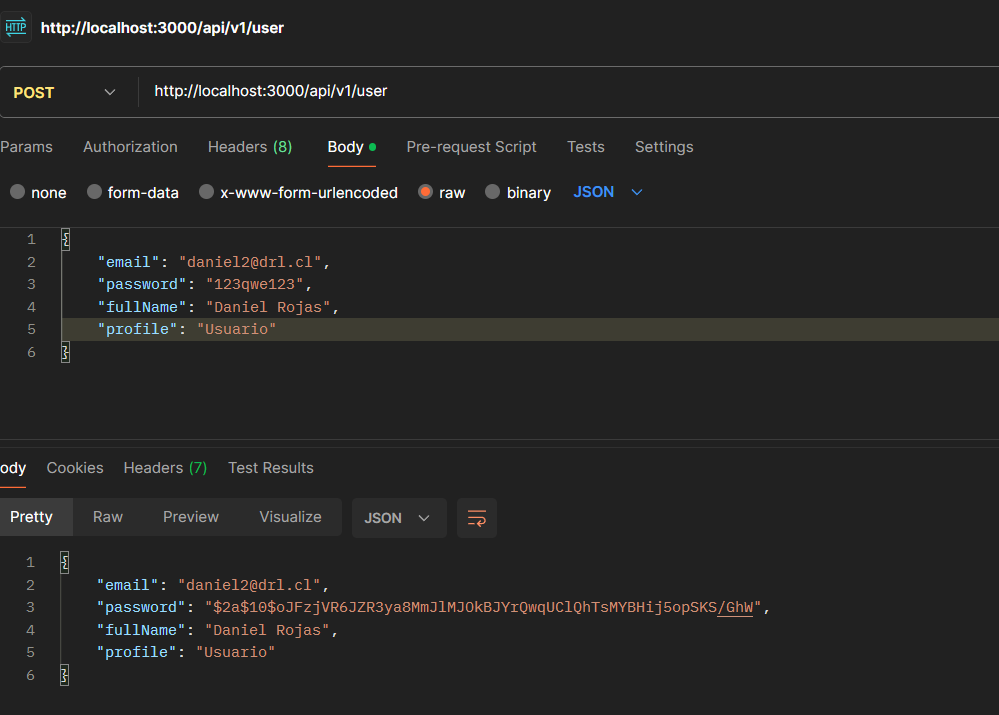 HTTP http://localhost:3000/api/v1/user
POST http://localhost:3000/api/v1/user
Params Authorization Headers (8) Body Pre-request Script Tests Settings
none form-data x-www-form-urlencoded raw binary JSON
1 {
2 "email": "daniel2@drl.cl",
3 "password": "123qwe123",
4 "fullName": "Daniel Rojas",
5 "profile": "Usuario"
6 }
ody Cookies Headers (7) Test Results
Pretty Raw Preview Visualize JSON
1 {
2 "email": "daniel2@drl.cl",
3 "password": "$2a$10$oJFzjVR6JZR3ya8MmJlMJOkBJYrQwqUClQhTsMYBHij5opSKS/GhW",
4 "fullName": "Daniel Rojas",
5 "profile": "Usuario"
6 }